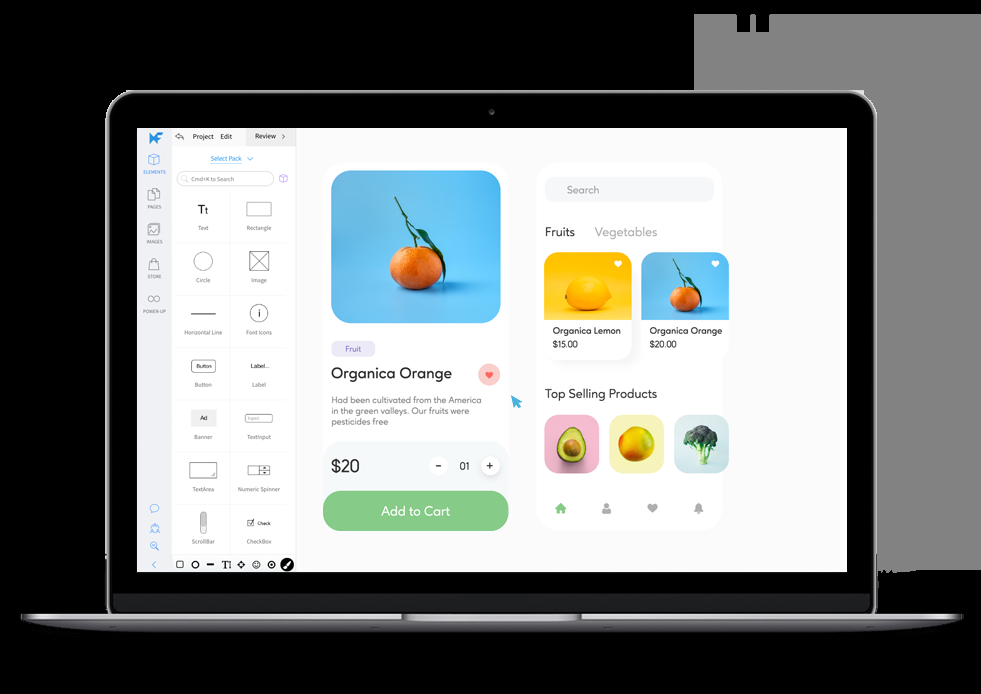 Project Edit Review
Select Pack
Cmd+K to Search
ELEMENTS
PAGES
IMAGES
STORE
POWER-UP
Tt
Text
Rectangle
Circle
Image
Horizontal Line
i
Font Icons
Button
Button
Label...
Label
Ad
Banner
Input
TextInput
TextArea
Numeric Spinner
ScrollBar
Check
CheckBox
Fruit
Organica Orange
Had been cultivated from the America
in the green valleys. Our fruits were
pesticides free
$20
- 01 +
Add to Cart
Search
Fruits Vegetables
Organica Lemon
$15.00
Organica Orange
$20.00
Top Selling Products